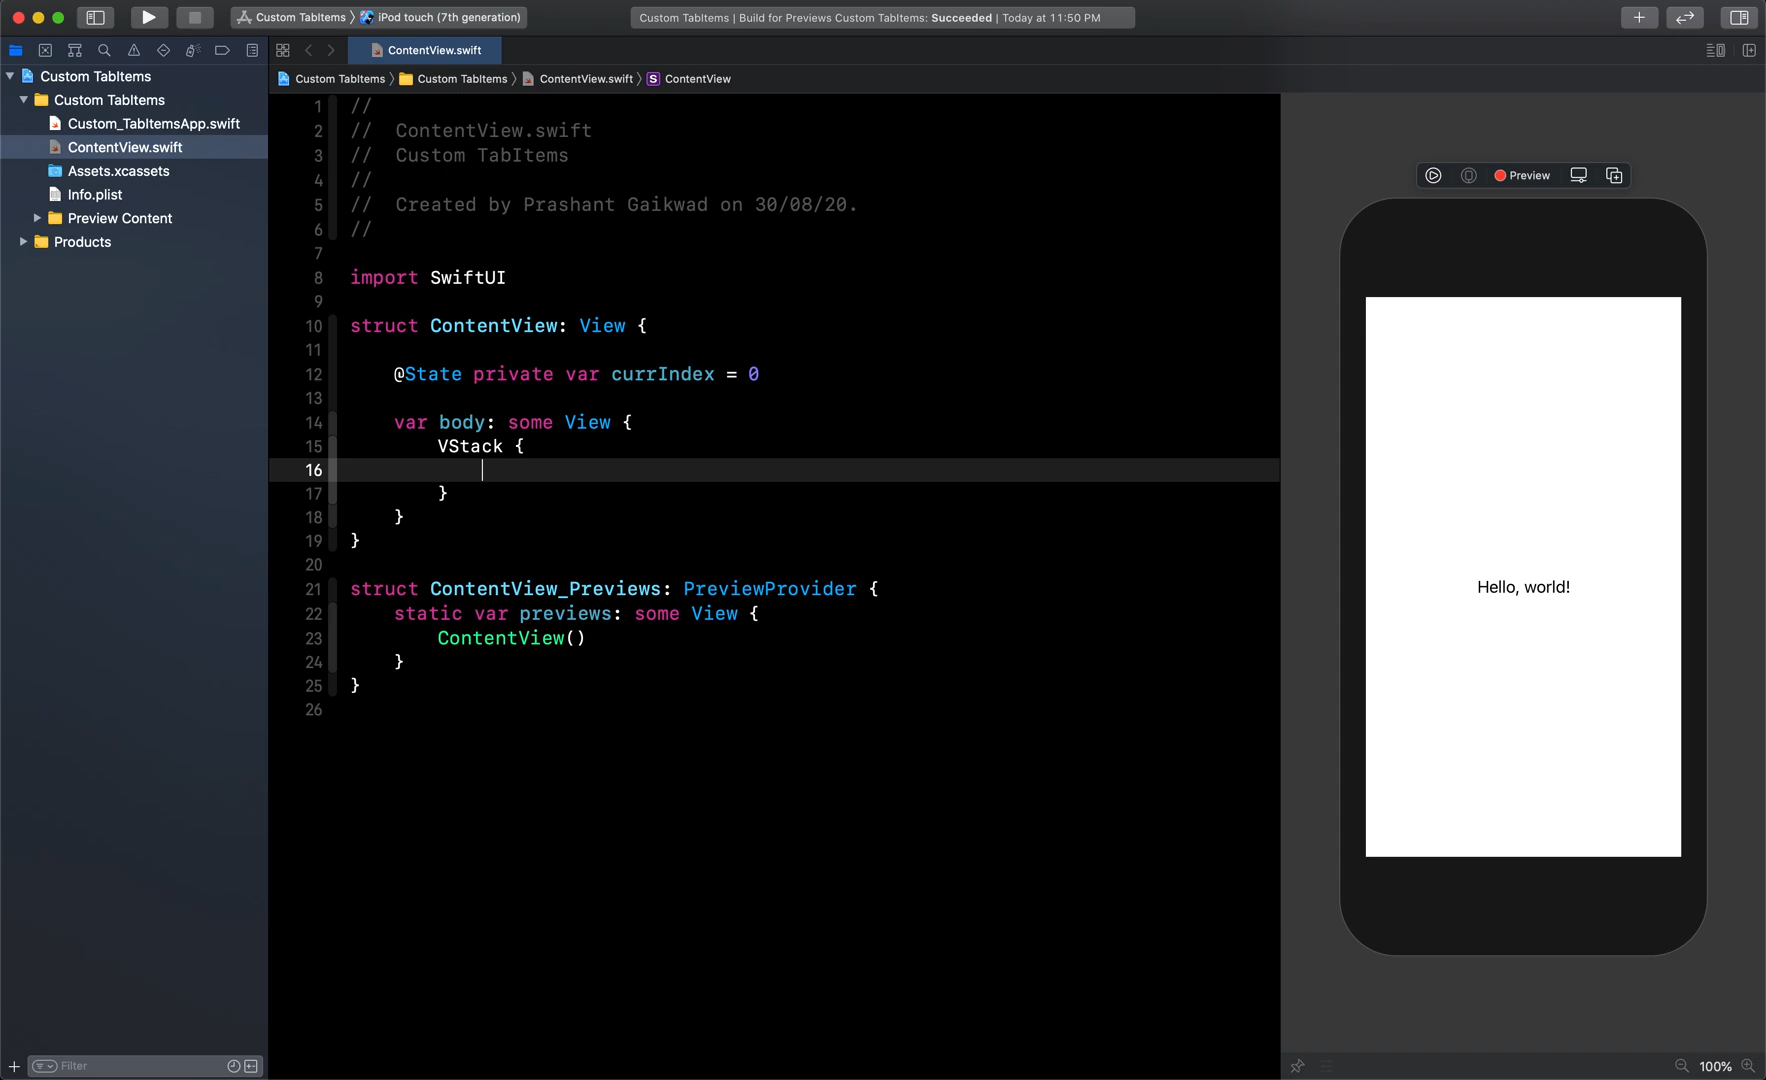 Custom TabItems
iPod touch (7th generation)
Custom TabItems | Build for Previews Custom TabItems: Succeeded | Today at 11:50 PM
ContentView.swift
Custom TabItems
Custom TabItems
Custom_TabItemsApp.swift
ContentView.swift
Assets.xcassets
Info.plist
Preview Content
Products
Filter
Custom TabItems
Custom TabItems
ContentView.swift
S
ContentView
1 //
2 // ContentView.swift
3 // Custom TabItems
4 //
5 // Created by Prashant Gaikwad on 30/08/20.
6 //
7
8 import SwiftUI
9
10 struct ContentView: View {
11
12 @State private var currIndex = 0
13
14 var body: some View {
15 VStack {
16
17 }
18 }
19 }
20
21 struct ContentView_Previews: PreviewProvider {
22 static var previews: some View {
23 ContentView()
24 }
25 }
26
Preview
Hello, world!
100%